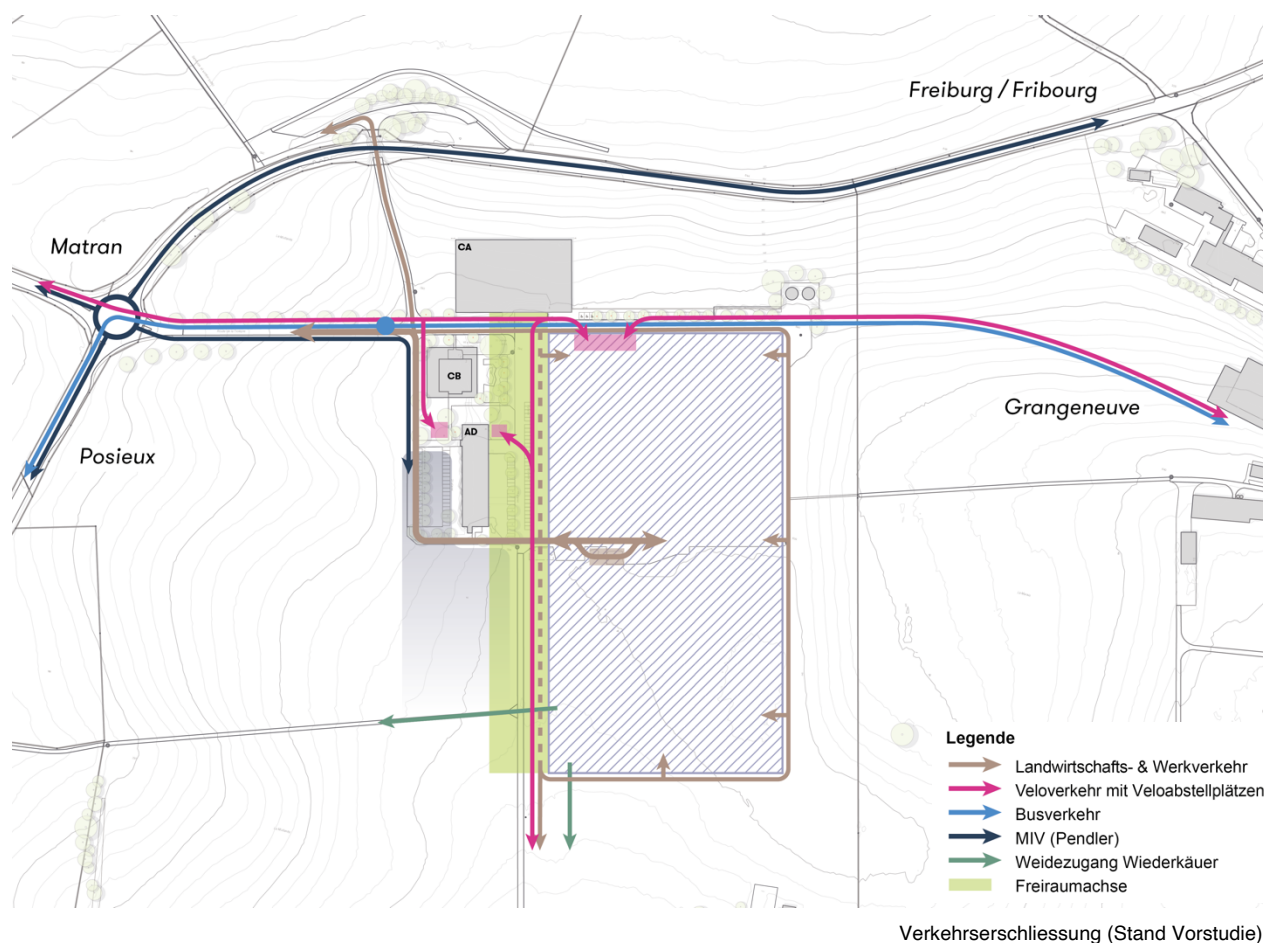 Freiburg / Fribourg
Matran
CA
CB
Grangeneuve
AD
Posieux
Legende
Landwirtschafts- & Werkverkehr
Veloverkehr mit Veloabstellplätzen
Busverkehr
MIV (Pendler)
Weidezugang Wiederkäuer
Freiraumachse
Verkehrserschliessung (Stand Vorstudie)